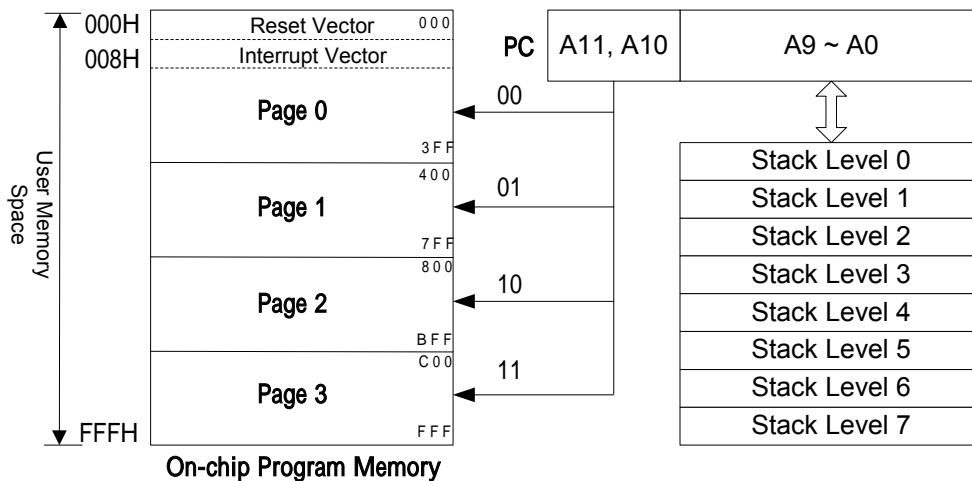 000H
Reset Vector
000
008H
Interrupt Vector
Page 0
3FF
400
Page 1
7FF
800
Page 2
BFF
C00
Page 3
FFFH
FFF
User Memory
Space
On-chip Program Memory
PC
A11, A10
A9 ~ A0
00
01
10
11
Stack Level 0
Stack Level 1
Stack Level 2
Stack Level 3
Stack Level 4
Stack Level 5
Stack Level 6
Stack Level 7